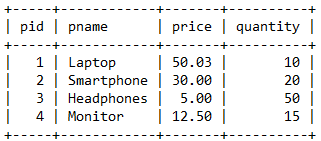 +-----+------------+-------+----------+
| pid | pname      | price | quantity |
+-----+------------+-------+----------+
|   1 | Laptop     | 50.03 |       10 |
|   2 | Smartphone | 30.00 |       20 |
|   3 | Headphones |  5.00 |       50 |
|   4 | Monitor    | 12.50 |       15 |
+-----+------------+-------+----------+